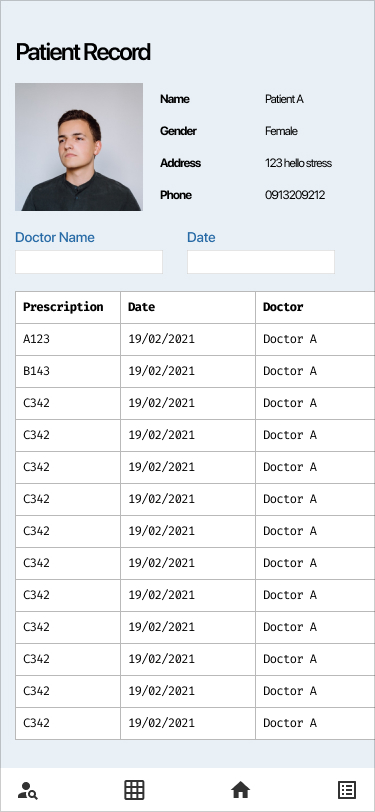 Patient Record
Name Patient A
Gender Female
Address 123 hello stress
Phone 0913209212
Doctor Name Date
Prescription Date Doctor
A123 19/02/2021 Doctor A
B143 19/02/2021 Doctor A
C342 19/02/2021 Doctor A
C342 19/02/2021 Doctor A
C342 19/02/2021 Doctor A
C342 19/02/2021 Doctor A
C342 19/02/2021 Doctor A
C342 19/02/2021 Doctor A
C342 19/02/2021 Doctor A
C342 19/02/2021 Doctor A
C342 19/02/2021 Doctor A
C342 19/02/2021 Doctor A
C342 19/02/2021 Doctor A